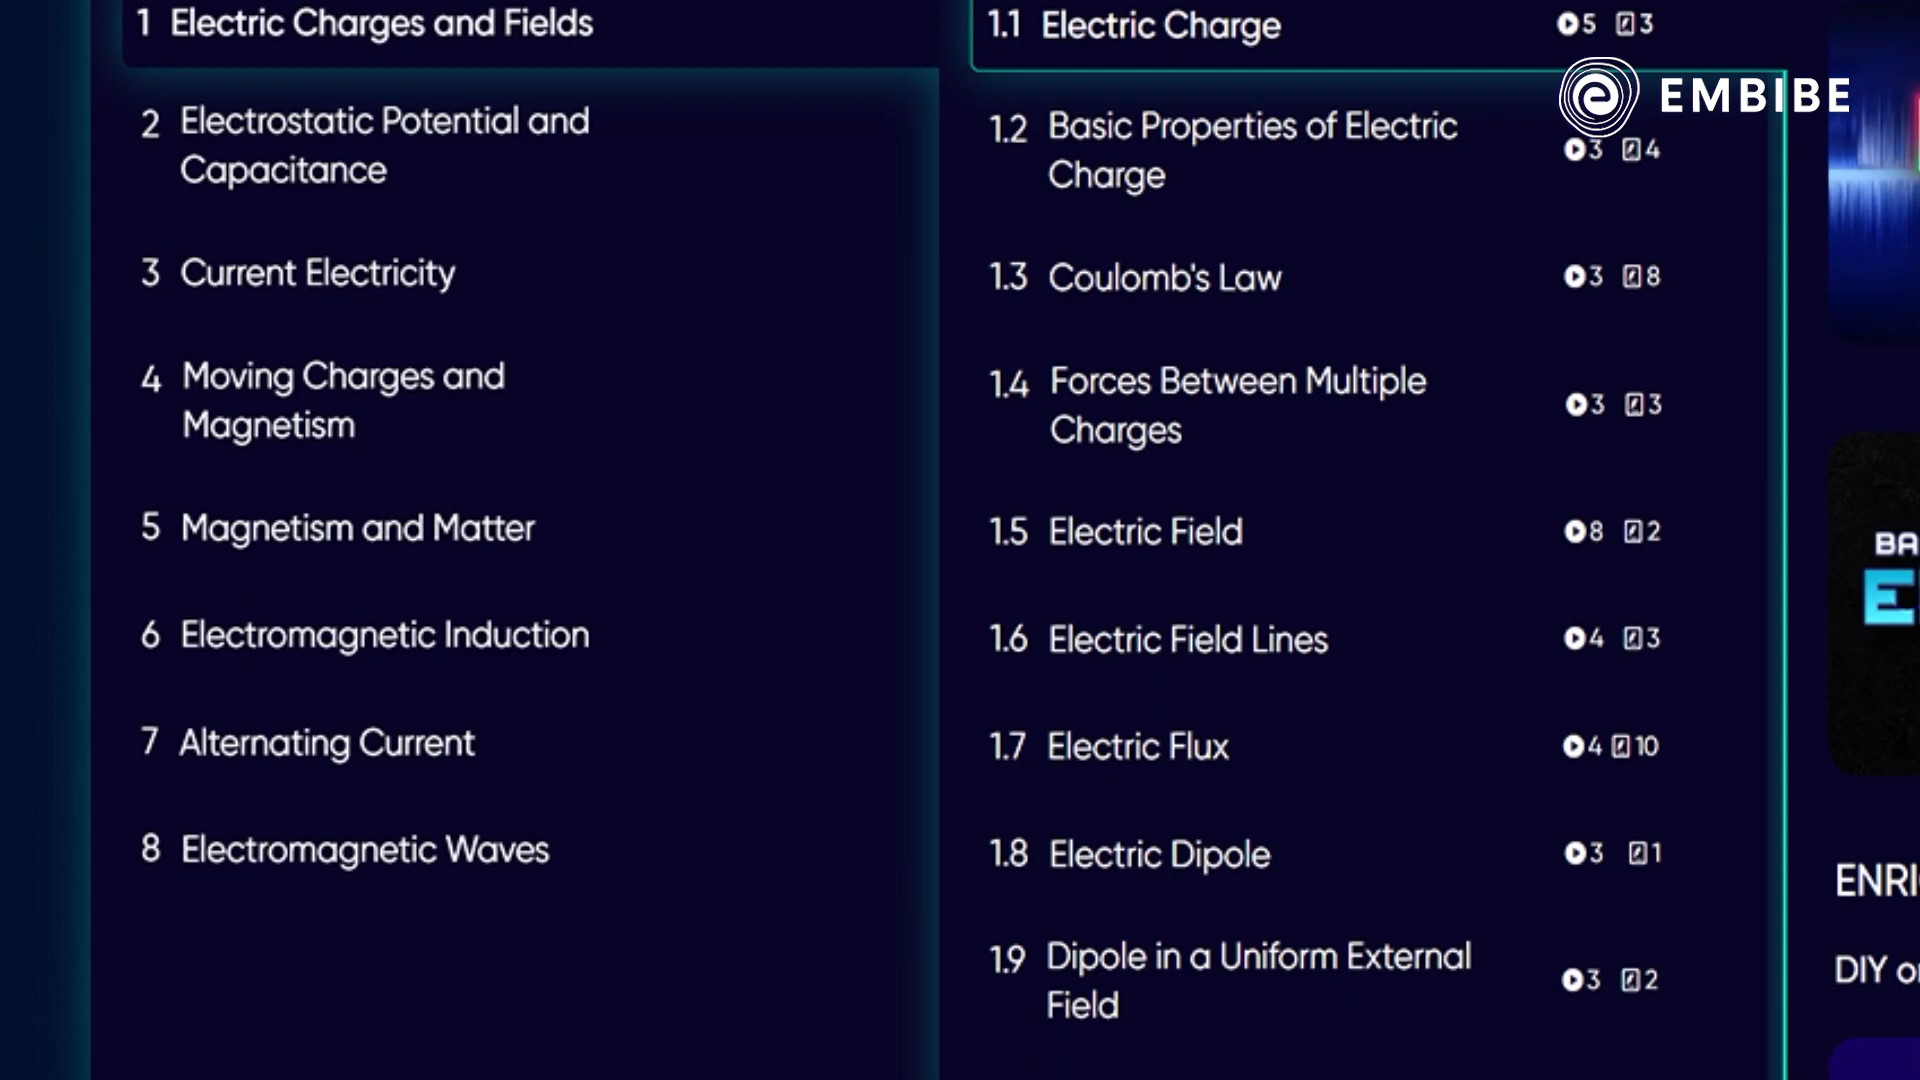 1 Electric Charges and Fields
2 Electrostatic Potential and
Capacitance
3 Current Electricity
4 Moving Charges and
Magnetism
5 Magnetism and Matter
6 Electromagnetic Induction
7 Alternating Current
8 Electromagnetic Waves
1.1 Electric Charge 5 3
EMBIBE
1.2 Basic Properties of Electric
Charge 3 4
1.3 Coulomb's Law 3 8
1.4 Forces Between Multiple
Charges 3 3
1.5 Electric Field 8 2
1.6 Electric Field Lines 4 3
1.7 Electric Flux 4 10
1.8 Electric Dipole 3 1
1.9 Dipole in a Uniform External
Field 3 2
BA
E
ENRI
DIY